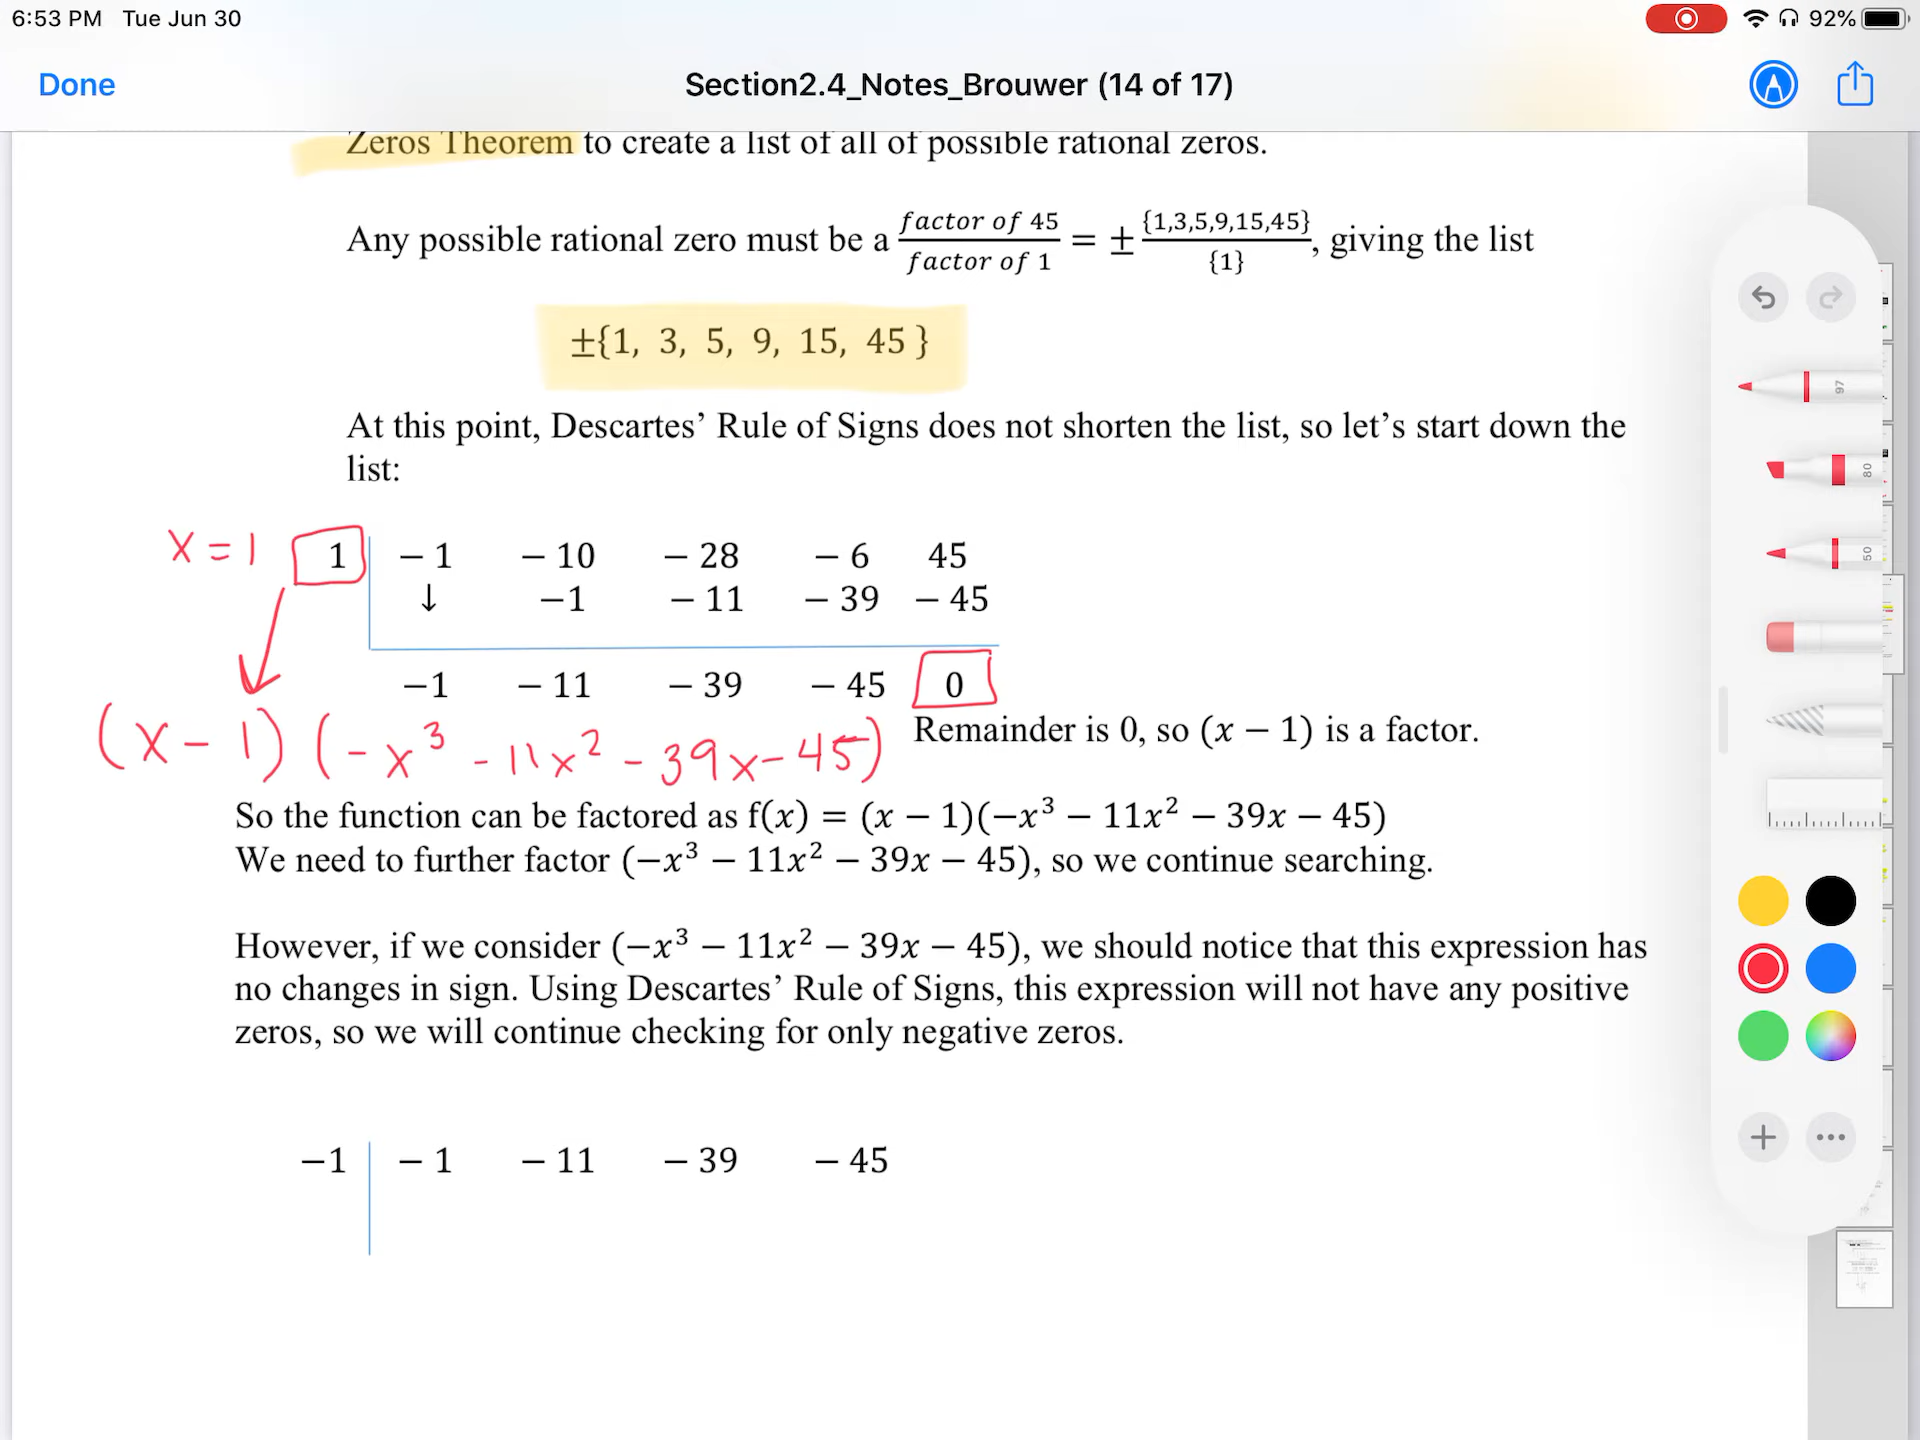 6:53 PM Tue Jun 30 92%
Done Section2.4_Notes_Brouwer (14 of 17)
Zeros Theorem to create a list of all of possible rational zeros.
Any possible rational zero must be a factor of 45 / factor of 1 = ± {1,3,5,9,15,45} / {1}, giving the list
±{1, 3, 5, 9, 15, 45 }
At this point, Descartes’ Rule of Signs does not shorten the list, so let’s start down the
list:
x = 1 1 − 1 − 10 − 28 − 6 45
↓ −1 − 11 − 39 − 45
−1 − 11 − 39 − 45 0
(x − 1)(−x³ − 11x² − 39x − 45) Remainder is 0, so (x − 1) is a factor.
So the function can be factored as f(x) = (x − 1)(−x³ − 11x² − 39x − 45)
We need to further factor (−x³ − 11x² − 39x − 45), so we continue searching.
However, if we consider (−x³ − 11x² − 39x − 45), we should notice that this expression has
no changes in sign. Using Descartes’ Rule of Signs, this expression will not have any positive
zeros, so we will continue checking for only negative zeros.
−1 − 1 − 11 − 39 − 45
97
80
50